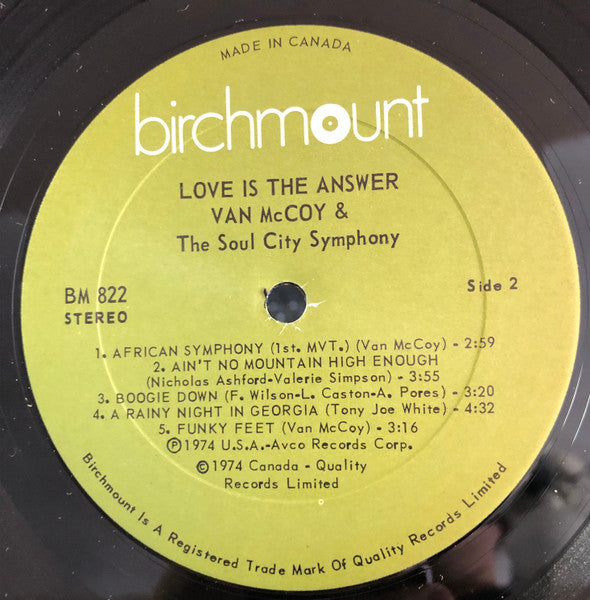 MADE IN CANADA
birchmount
LOVE IS THE ANSWER
VAN McCOY &
The Soul City Symphony
BM 822
STEREO
Side 2
1. AFRICAN SYMPHONY (1st. MVT.) (Van McCoy) - 2:59
2. AIN'T NO MOUNTAIN HIGH ENOUGH
(Nicholas Ashford-Valerie Simpson) - 3:55
3. BOOGIE DOWN (F. Wilson-L. Caston-A. Pores) - 3:20
4. A RAINY NIGHT IN GEORGIA (Tony Joe White) - 4:32
5. FUNKY FEET (Van McCoy) - 3:16
Ⓟ1974 U.S.A.-Avco Records Corp.
©1974 Canada - Quality
Records Limited
Birchmount Is A Registered Trade Mark Of Quality Records Limited